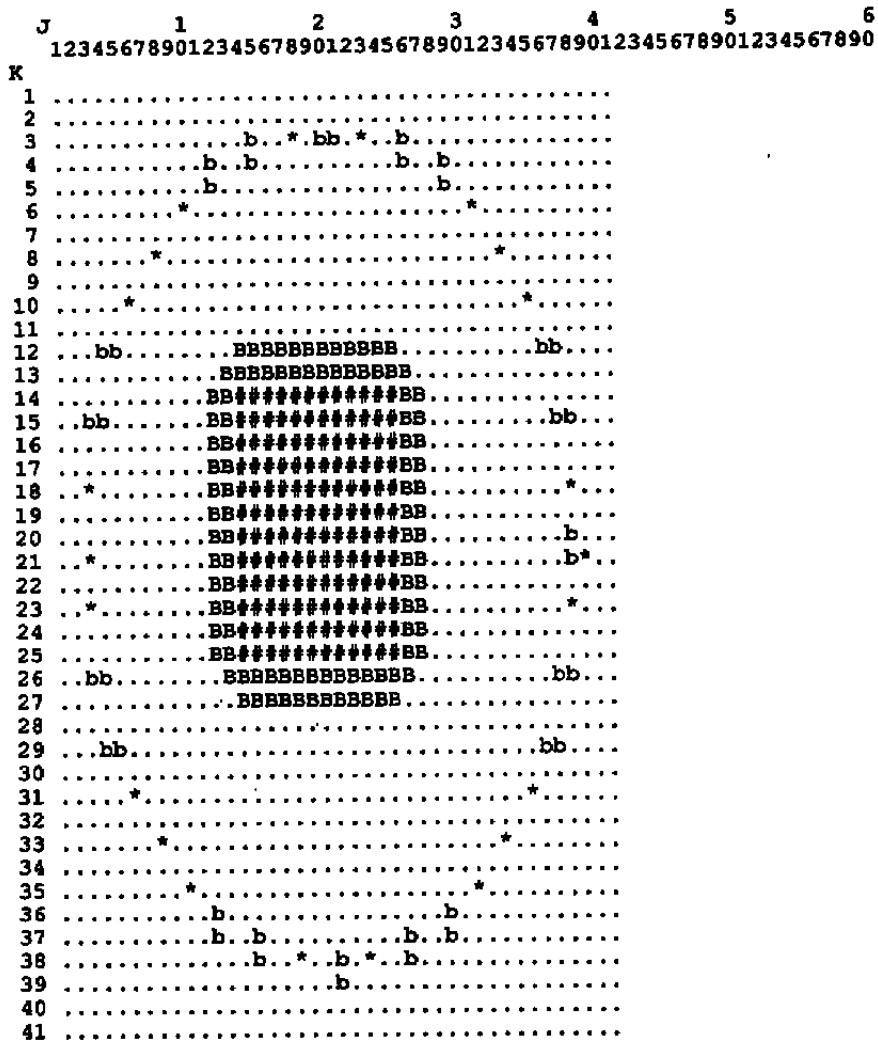 J         1         2         3         4         5         6
123456789012345678901234567890123456789012345678901234567890
K
1 .........................................
2 .........................................
3 ..............b..*.bb.*..b...............
4 ...........b..b..........b..b............
5 ...........b................b............
6 .........*....................*..........
7 .........................................
8 .......*........................*........
9 .........................................
10 .....*............................*......
11 .........................................
12 ...bb........BBBBBBBBBBBB..........bb....
13 ............BBBBBBBBBBBBBB...............
14 ...........BB############BB..............
15 ..bb.......BB############BB.........bb...
16 ...........BB############BB..............
17 ...........BB############BB..............
18 ..*........BB############BB..........*...
19 ...........BB############BB..............
20 ...........BB############BB..........b...
21 ..*........BB############BB..........b*..
22 ...........BB############BB..............
23 ..*........BB############BB..........*...
24 ...........BB############BB..............
25 ...........BB############BB..............
26 ..bb........BBBBBBBBBBBBBB..........bb...
27 .............BBBBBBBBBBBB................
28 .........................................
29 ...bb..............................bb....
30 .........................................
31 .....*............................*......
32 .........................................
33 .......*........................*........
34 .........................................
35 .........*....................*..........
36 ...........b................b............
37 ...........b..b..........b..b............
38 ..............b..*..b.*..b...............
39 ....................b....................
40 .........................................
41 .........................................